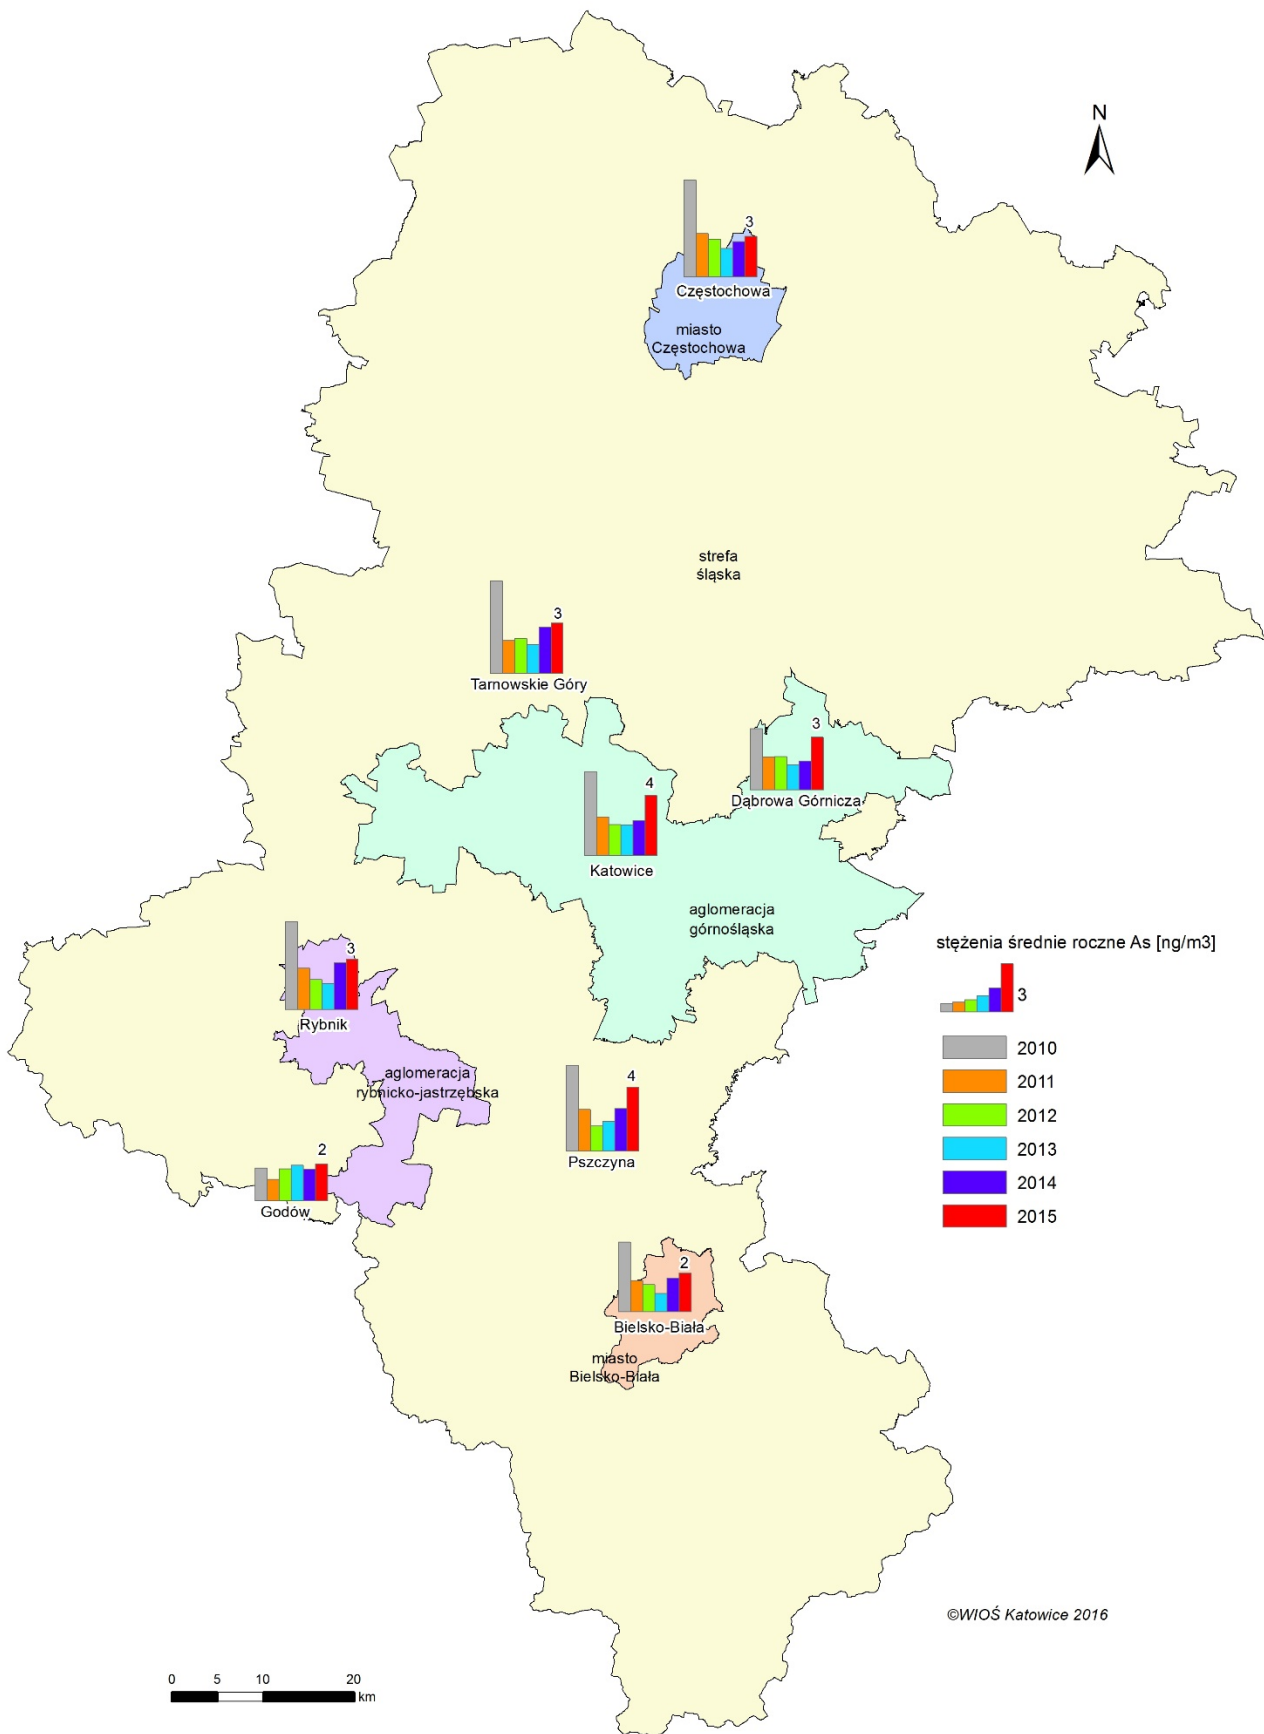 N
3
Częstochowa
miasto
Częstochowa
strefa
śląska
3
Tarnowskie Góry
3
Dąbrowa Górnicza
4
Katowice
aglomeracja
górnośląska
stężenia średnie roczne As [ng/m3]
3
2010
2011
2012
2013
2014
2015
3
Rybnik
aglomeracja
rybnicko-jastrzębska
4
Pszczyna
2
Godów
2
Bielsko-Biała
miasto
Bielsko-Biała
©WIOŚ Katowice 2016
0 5 10 20
km